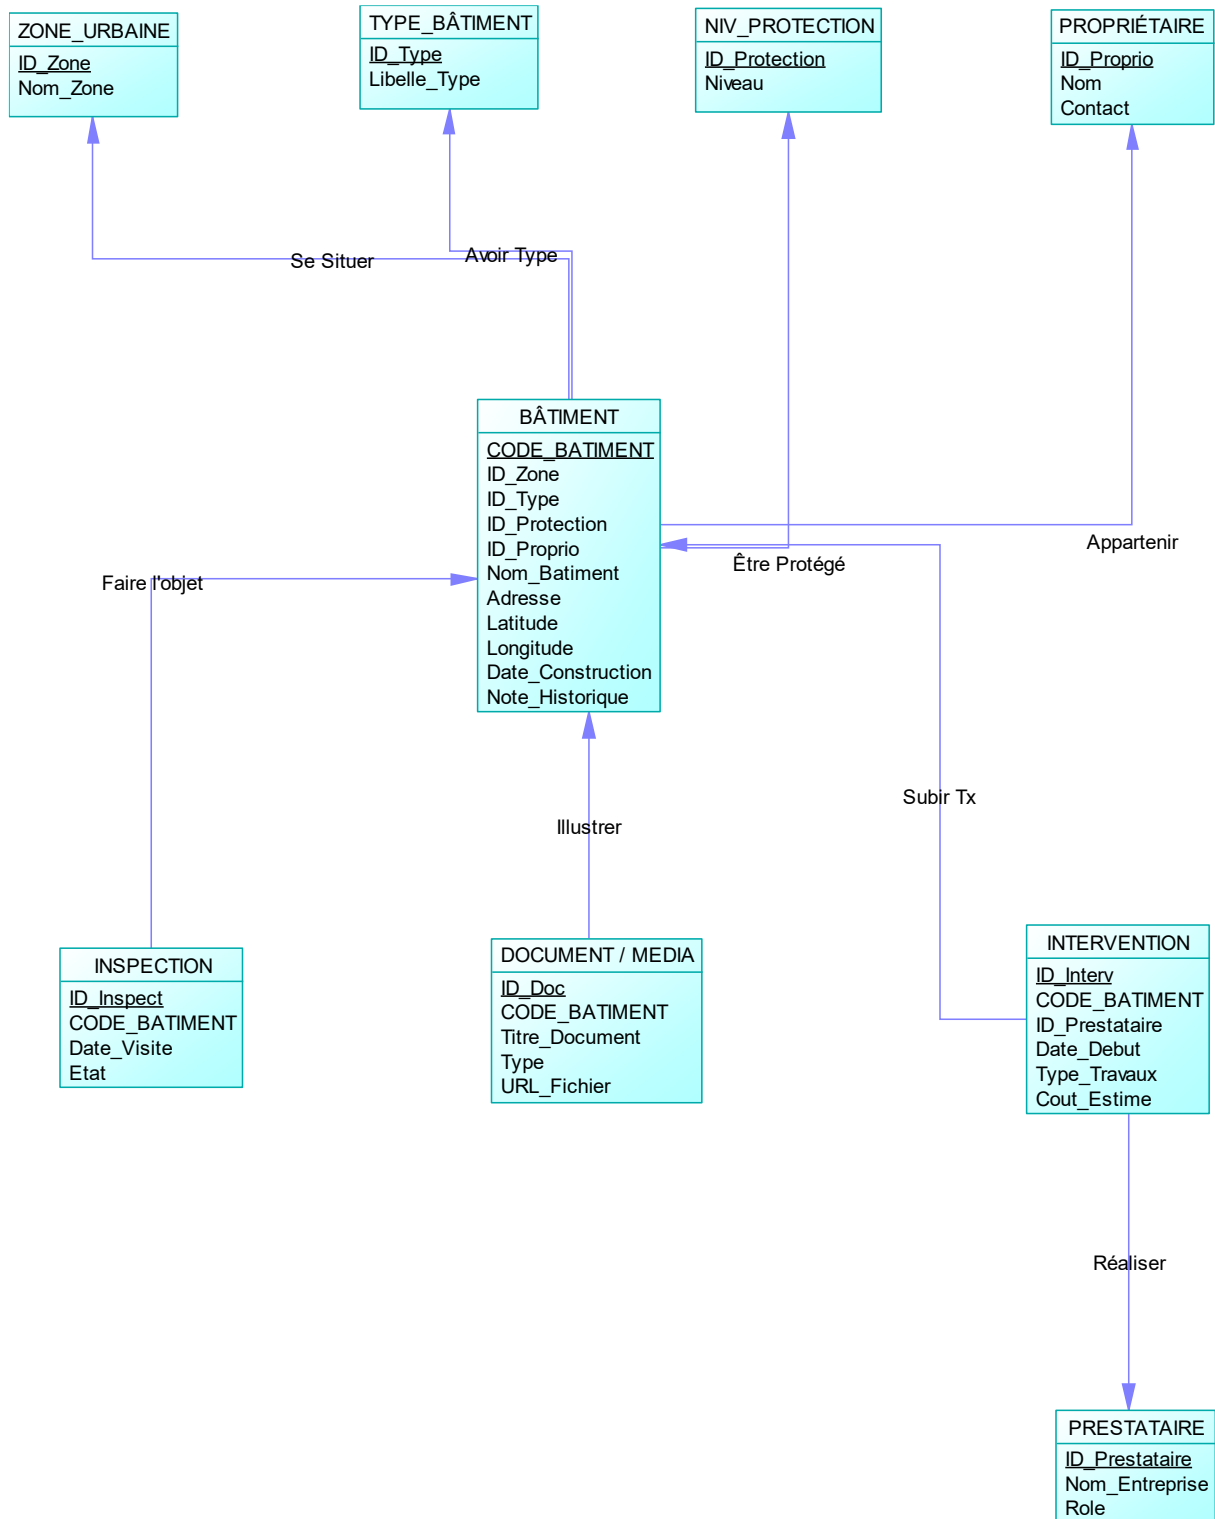 ZONE_URBAINE
ID_Zone
Nom_Zone
TYPE_BÂTIMENT
ID_Type
Libelle_Type
NIV_PROTECTION
ID_Protection
Niveau
PROPRIÉTAIRE
ID_Proprio
Nom
Contact
Se Situer
Avoir Type
BÂTIMENT
CODE_BATIMENT
ID_Zone
ID_Type
ID_Protection
ID_Proprio
Nom_Batiment
Adresse
Latitude
Longitude
Date_Construction
Note_Historique
Appartenir
Être Protégé
Faire l'objet
Subir Tx
Illustrer
INSPECTION
ID_Inspect
CODE_BATIMENT
Date_Visite
Etat
DOCUMENT / MEDIA
ID_Doc
CODE_BATIMENT
Titre_Document
Type
URL_Fichier
INTERVENTION
ID_Interv
CODE_BATIMENT
ID_Prestataire
Date_Debut
Type_Travaux
Cout_Estime
Réaliser
PRESTATAIRE
ID_Prestataire
Nom_Entreprise
Role